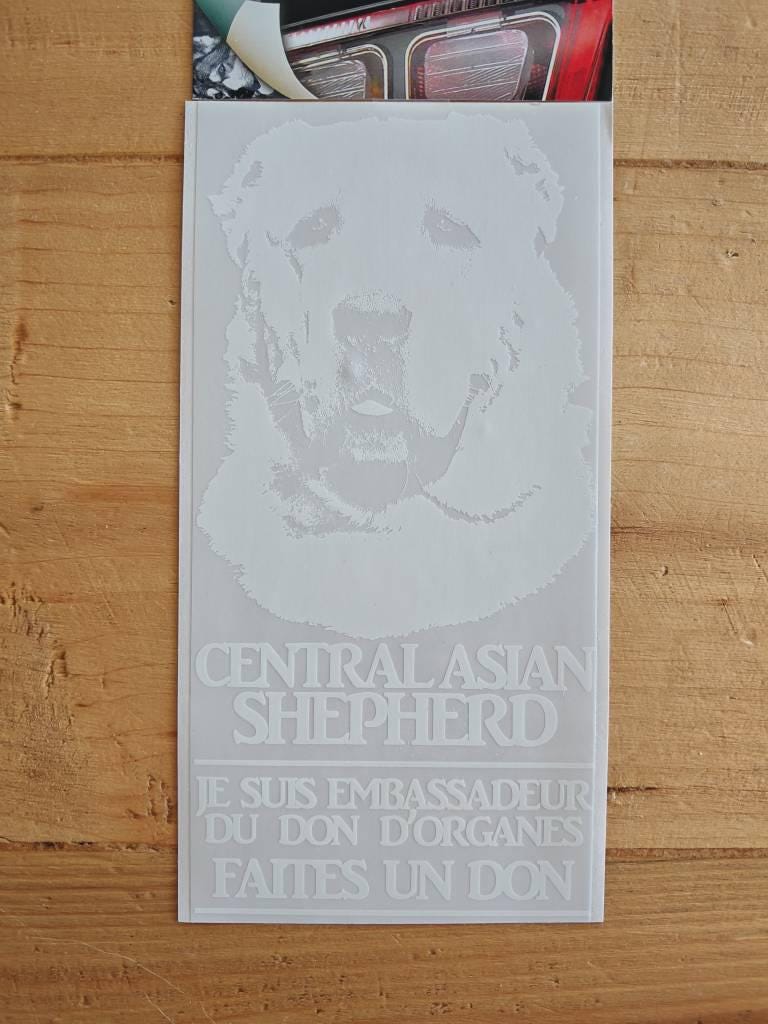 CENTRAL ASIAN
SHEPHERD
JE SUIS EMBASSADEUR
DU DON D'ORGANES
FAITES UN DON